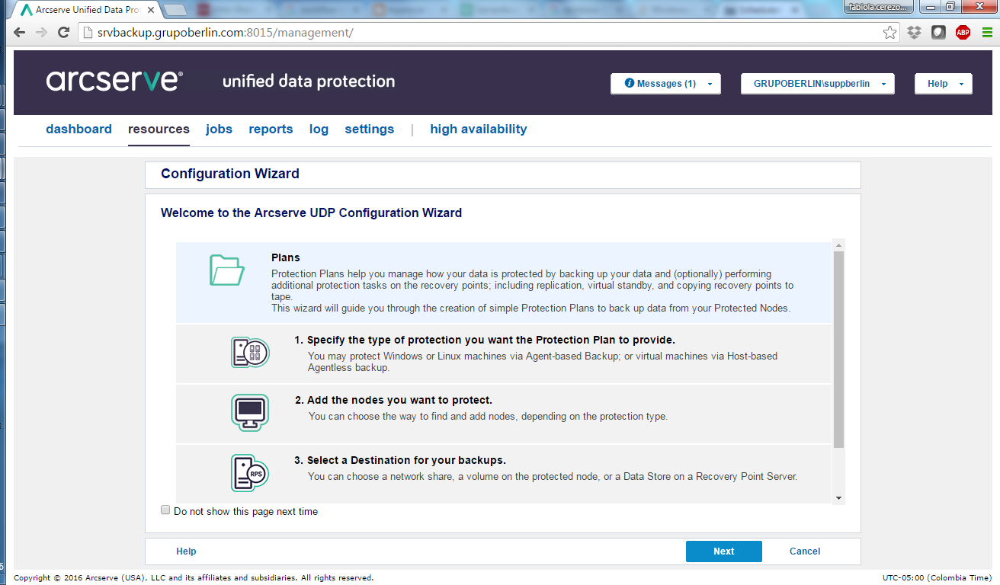 Arcserve Unified Data Pro
fabiola.cerezo...
srvbackup.grupoberlin.com:8015/management/
ABP
arcserve®
unified data protection
Messages (1)
GRUPOBERLIN\suppberlin
Help
dashboard
resources
jobs
reports
log
settings
|
high availability
Configuration Wizard
Welcome to the Arcserve UDP Configuration Wizard
Plans
Protection Plans help you manage how your data is protected by backing up your data and (optionally) performing
additional protection tasks on the recovery points; including replication, virtual standby, and copying recovery points to
tape.
This wizard will guide you through the creation of simple Protection Plans to back up data from your Protected Nodes.
1. Specify the type of protection you want the Protection Plan to provide.
You may protect Windows or Linux machines via Agent-based Backup; or virtual machines via Host-based
Agentless backup.
2. Add the nodes you want to protect.
You can choose the way to find and add nodes, depending on the protection type.
RPS
3. Select a Destination for your backups.
You can choose a network share, a volume on the protected node, or a Data Store on a Recovery Point Server.
Do not show this page next time
Help
Next
Cancel
Copyright © 2016 Arcserve (USA), LLC and its affiliates and subsidiaries. All rights reserved.
UTC-05:00 (Colombia Time)